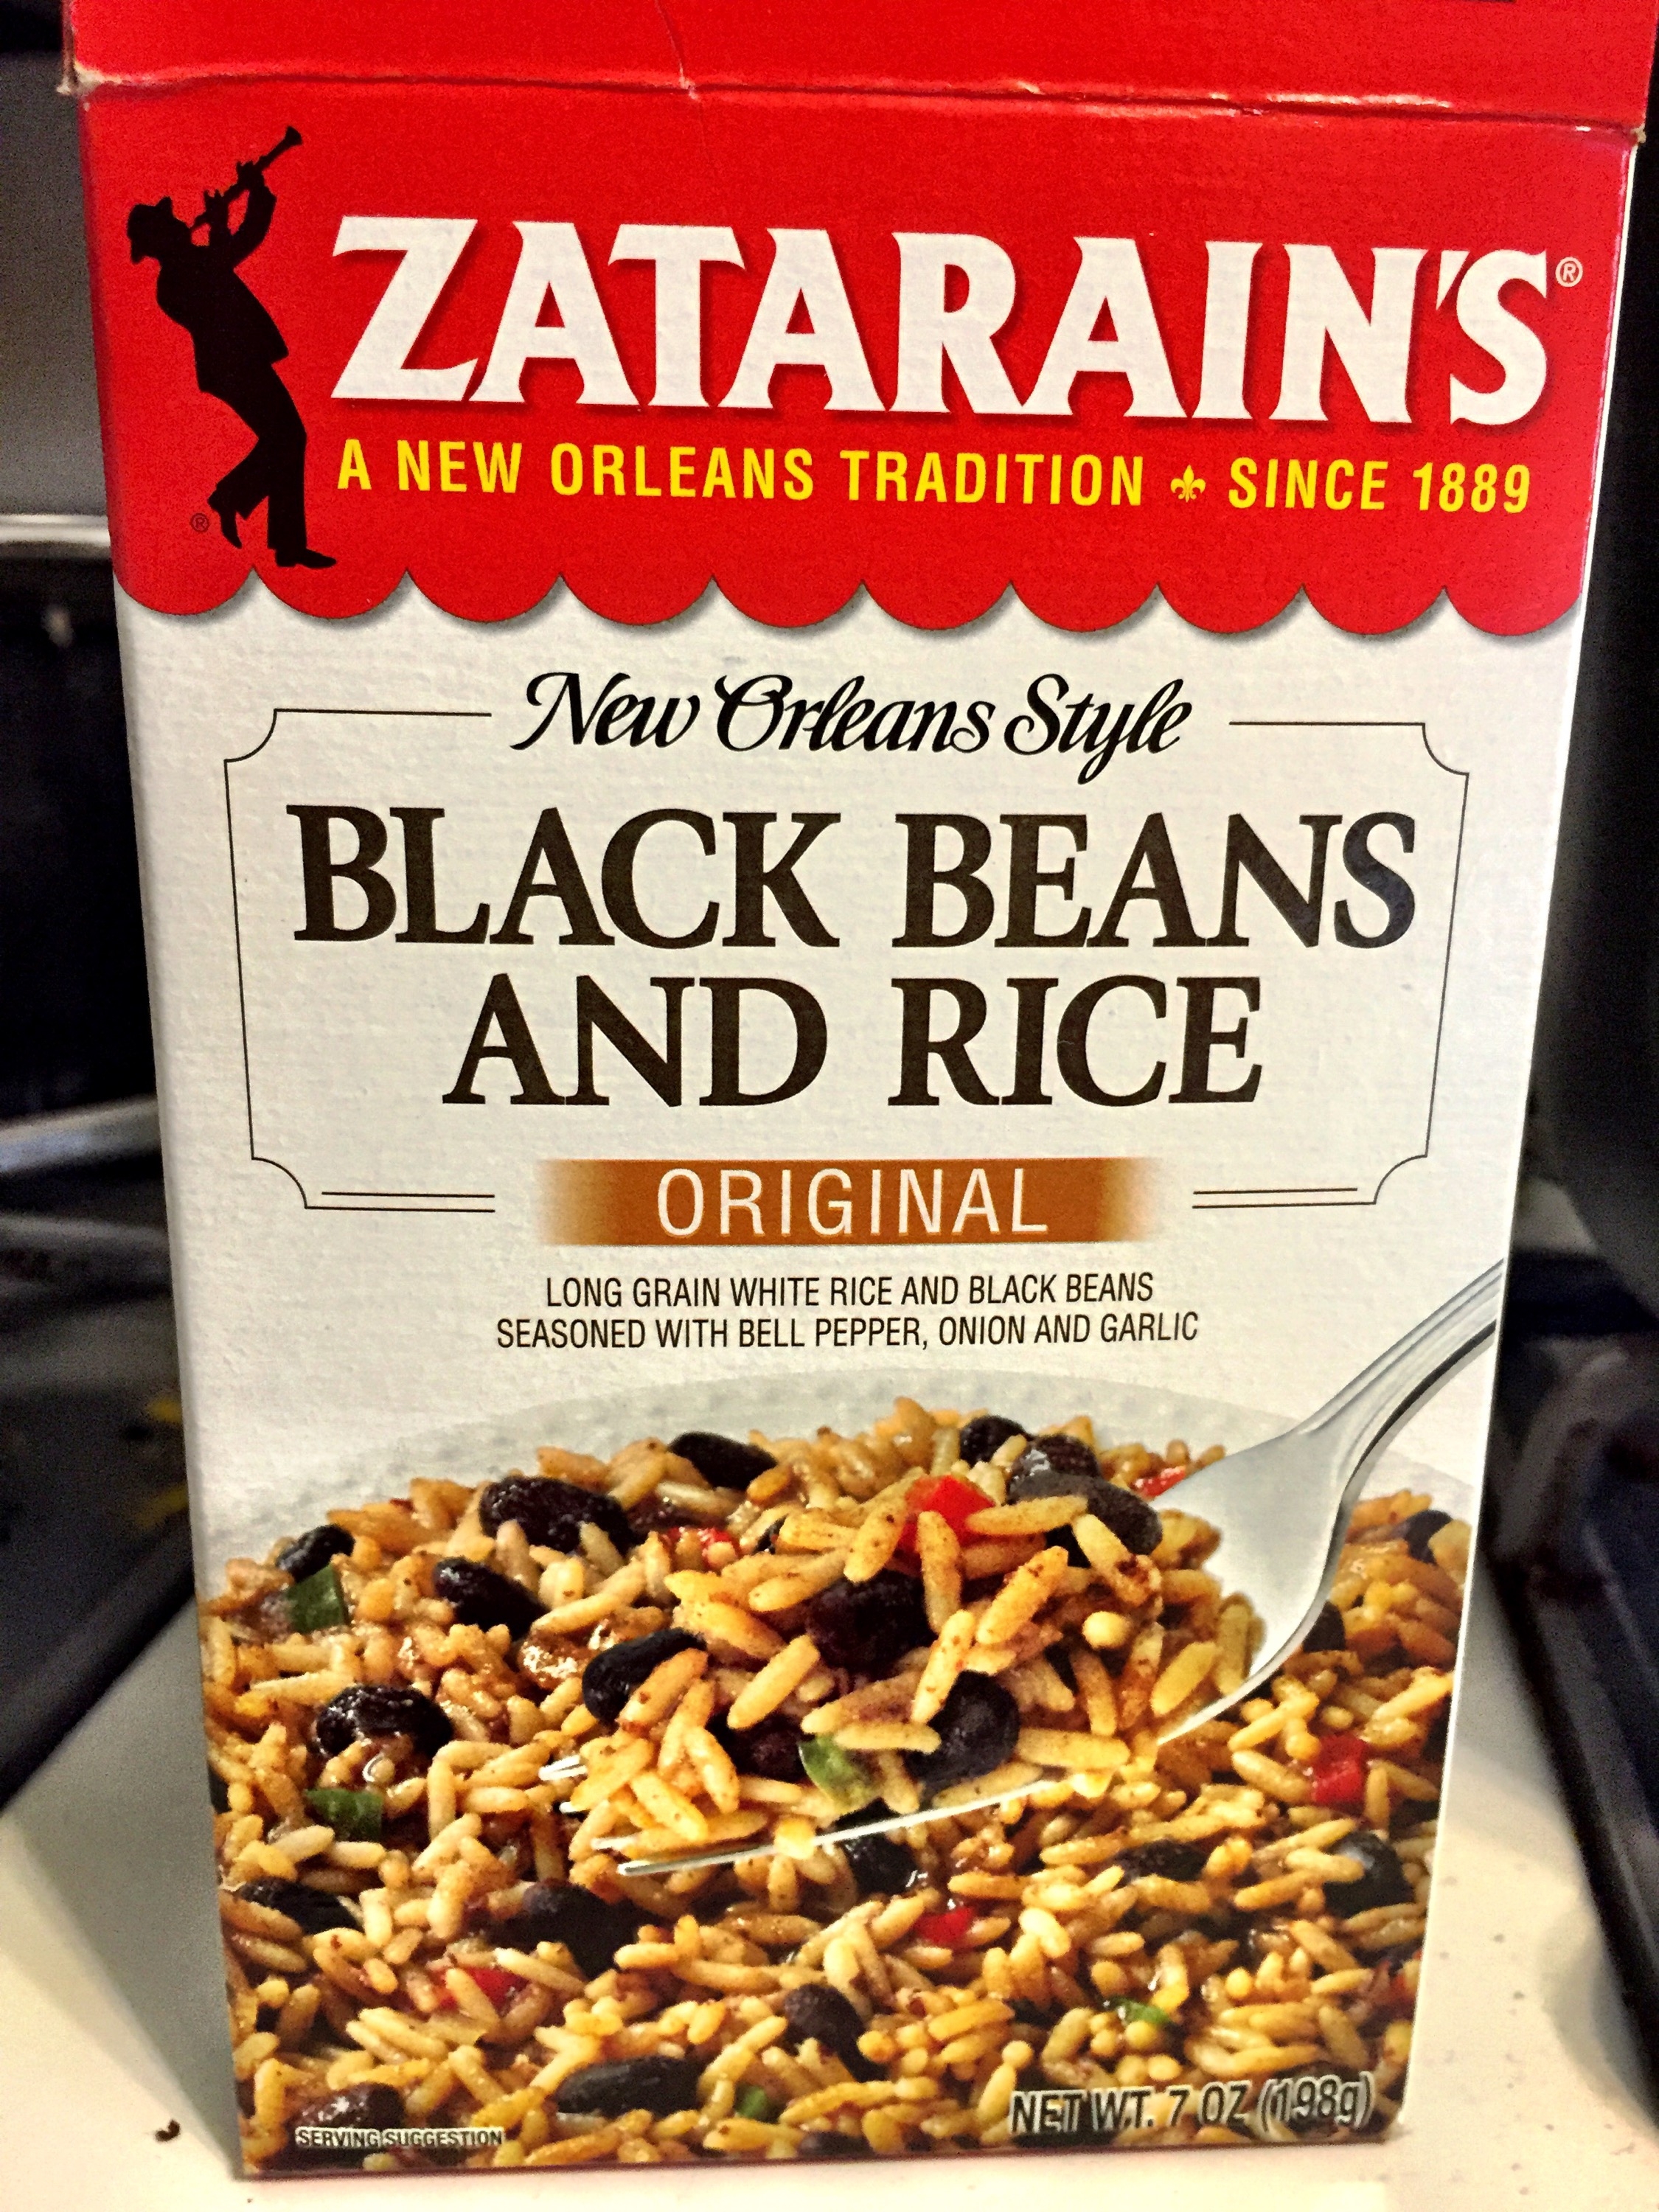 ZATARAIN'S®
A NEW ORLEANS TRADITION ⚜ SINCE 1889
®
New Orleans Style
BLACK BEANS
AND RICE
ORIGINAL
LONG GRAIN WHITE RICE AND BLACK BEANS
SEASONED WITH BELL PEPPER, ONION AND GARLIC
NET WT. 7 OZ (198g)
SERVING SUGGESTION